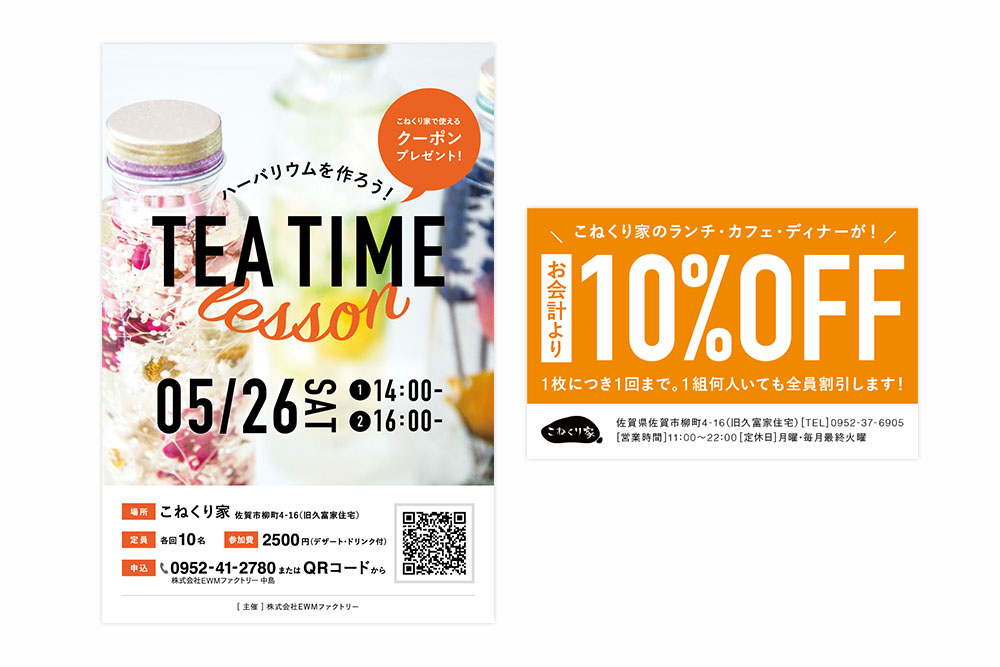 こねくり家で使える
クーポン
プレゼント!
ハーバリウムを作ろう!
TEA TIME
lesson
05/26 SAT
❶14:00-
❷16:00-
場所 こねくり家 佐賀市柳町4-16(旧久富家住宅)
定員 各回10名 参加費 2500円(デザート・ドリンク付)
申込 0952-41-2780 または QRコードから
株式会社EWMファクトリー 中島
[ 主催 ] 株式会社EWMファクトリー
\ こねくり家のランチ・カフェ・ディナーが! /
お会計より
10%OFF
1枚につき1回まで。1組何人いても全員割引します!
こねくり家
佐賀県佐賀市柳町4-16(旧久富家住宅) [TEL]0952-37-6905
[営業時間]11:00〜22:00 [定休日]月曜・毎月最終火曜